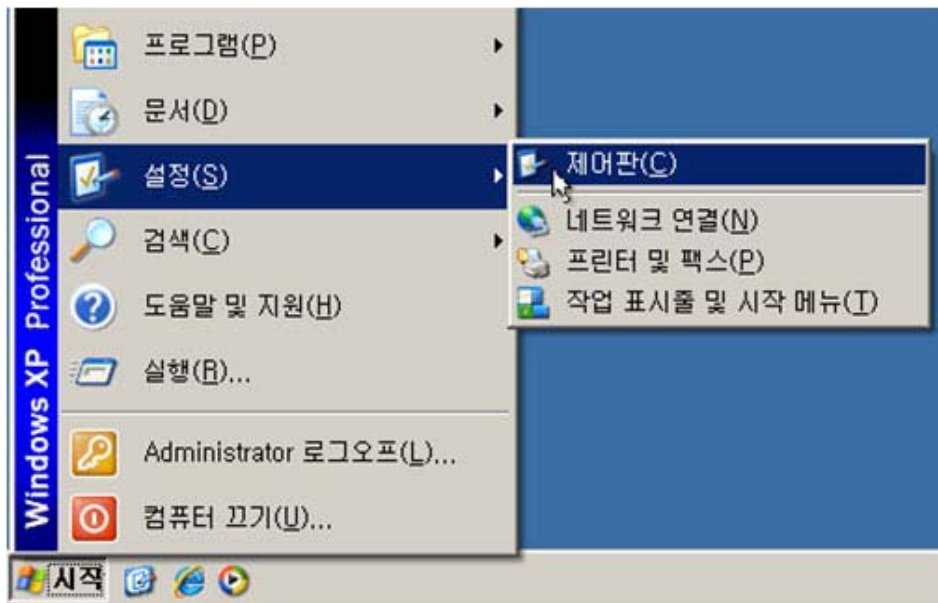 Windows XP Professional
프로그램(P)
문서(D)
설정(S)
검색(C)
도움말 및 지원(H)
실행(R)...
Administrator 로그오프(L)...
컴퓨터 끄기(U)...
제어판(C)
네트워크 연결(N)
프린터 및 팩스(P)
작업 표시줄 및 시작 메뉴(T)
시작